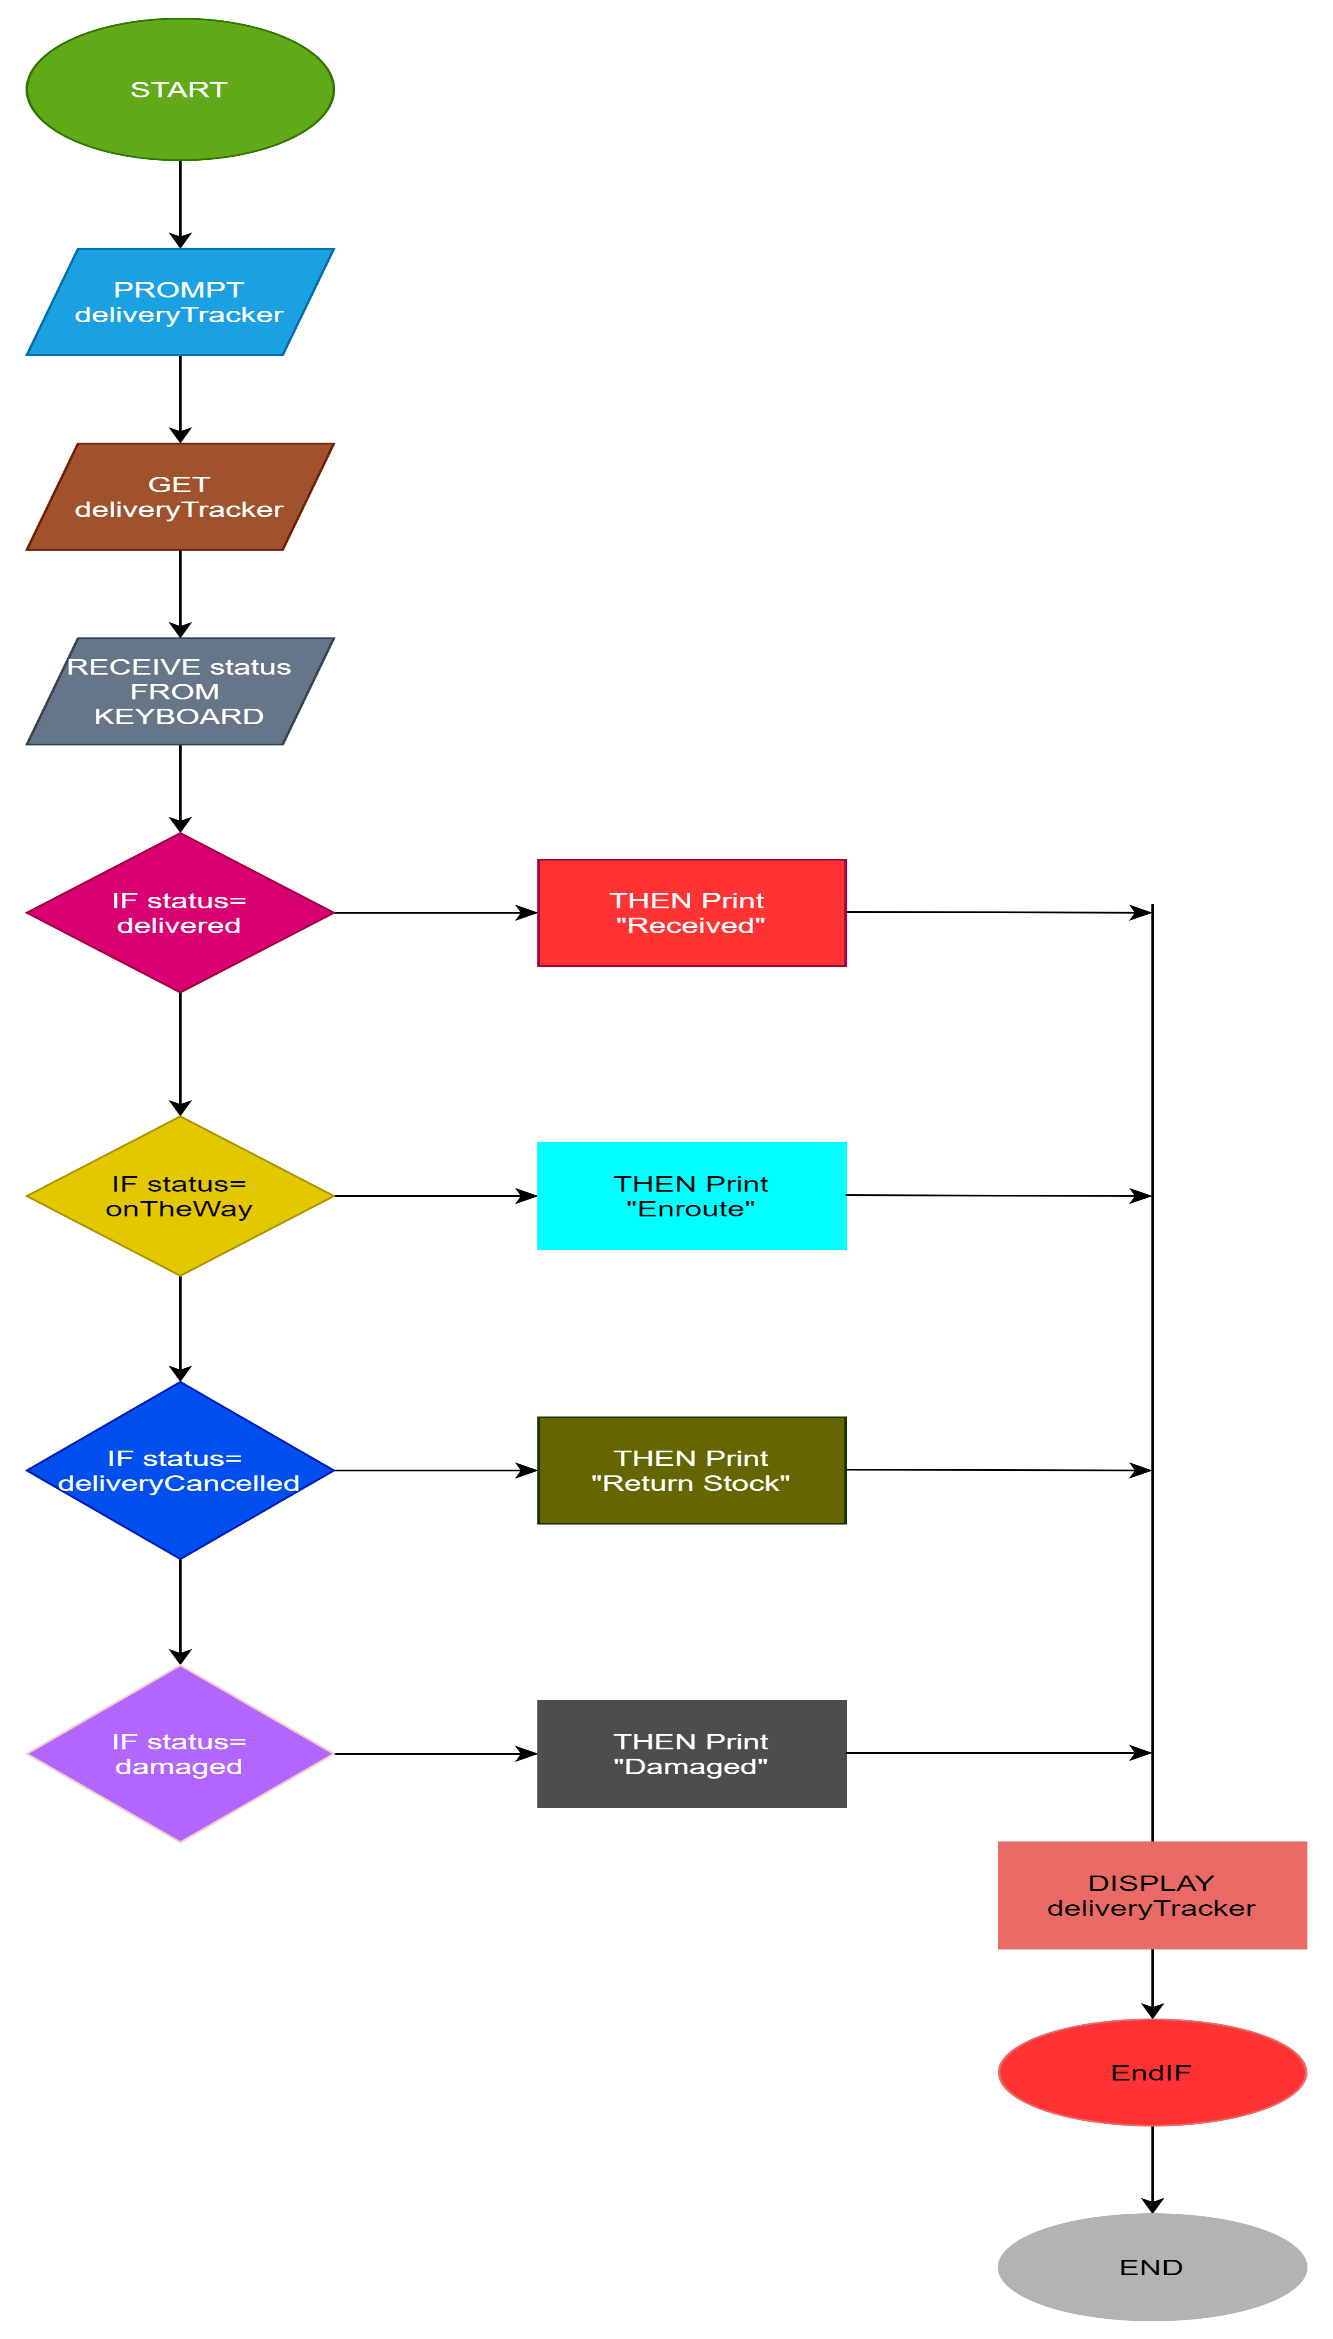 START
PROMPT
deliveryTracker
GET
deliveryTracker
RECEIVE status
FROM
KEYBOARD
IF status=
delivered
THEN Print
"Received"
IF status=
onTheWay
THEN Print
"Enroute"
IF status=
deliveryCancelled
THEN Print
"Return Stock"
IF status=
damaged
THEN Print
"Damaged"
DISPLAY
deliveryTracker
EndIF
END